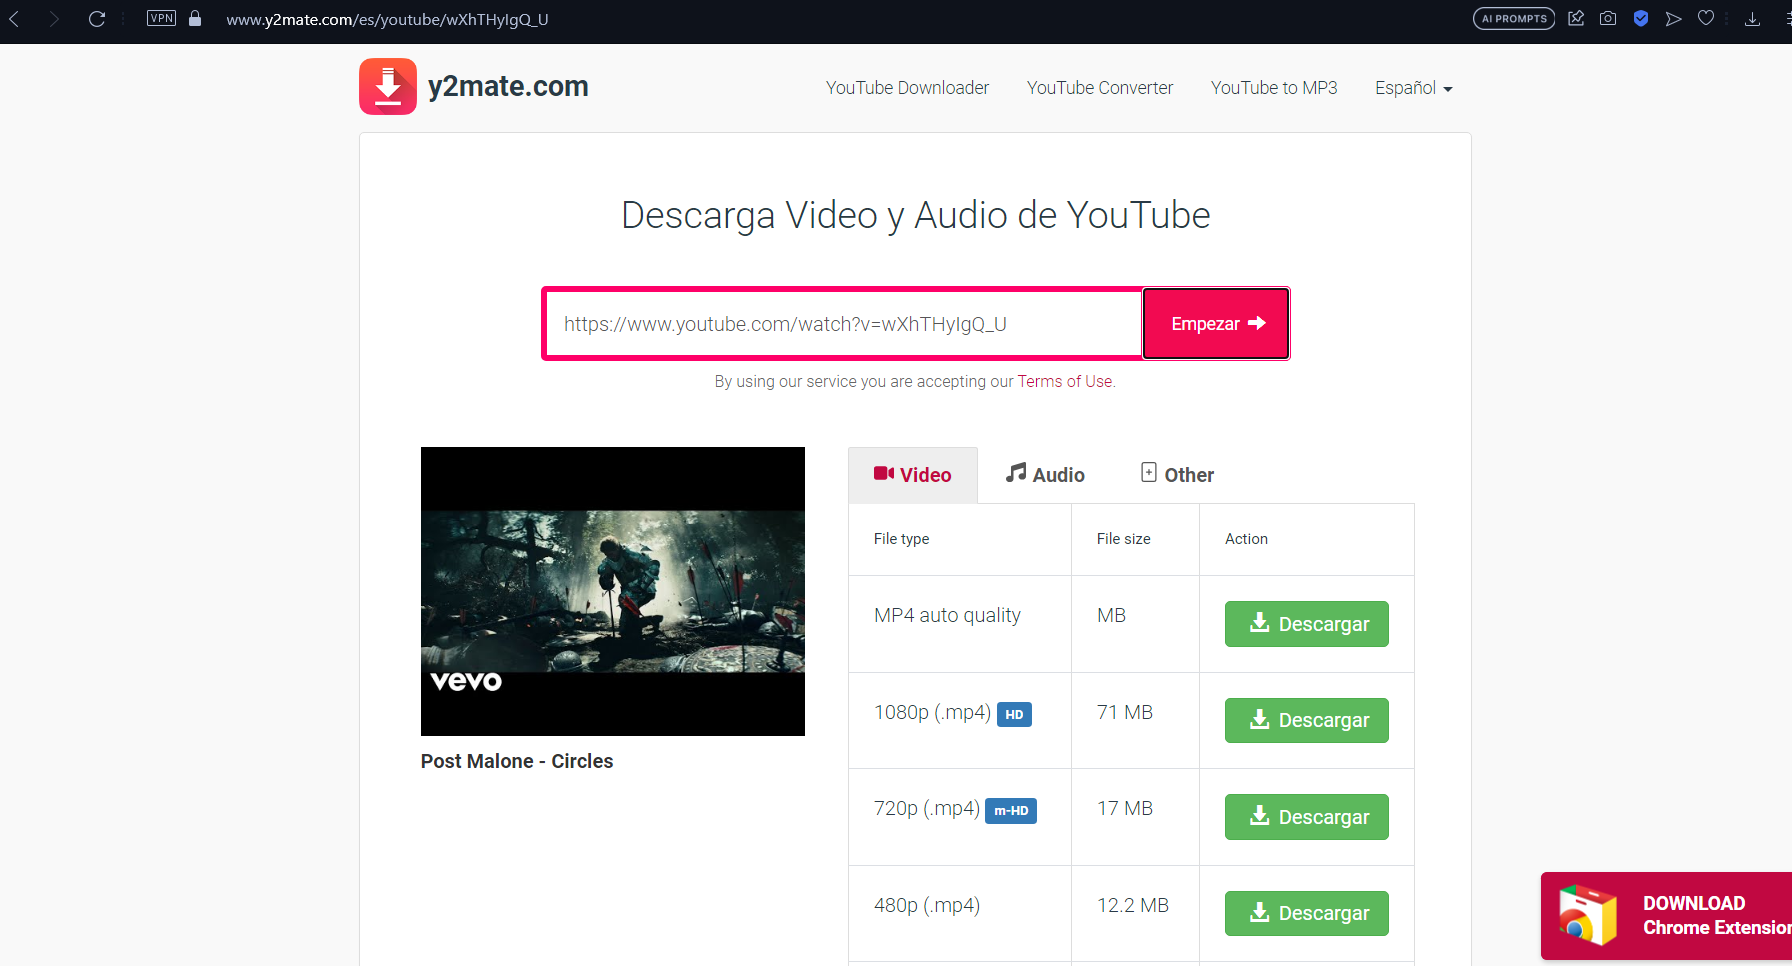 VPN
www.y2mate.com/es/youtube/wXhTHyIgQ_U
AI PROMPTS
y2mate.com
YouTube Downloader
YouTube Converter
YouTube to MP3
Español
Descarga Video y Audio de YouTube
https://www.youtube.com/watch?v=wXhTHyIgQ_U
Empezar
By using our service you are accepting our Terms of Use.
vevo
Post Malone - Circles
Video
Audio
Other
File type
File size
Action
MP4 auto quality
MB
Descargar
1080p (.mp4) HD
71 MB
Descargar
720p (.mp4) m-HD
17 MB
Descargar
480p (.mp4)
12.2 MB
Descargar
DOWNLOAD
Chrome Extension